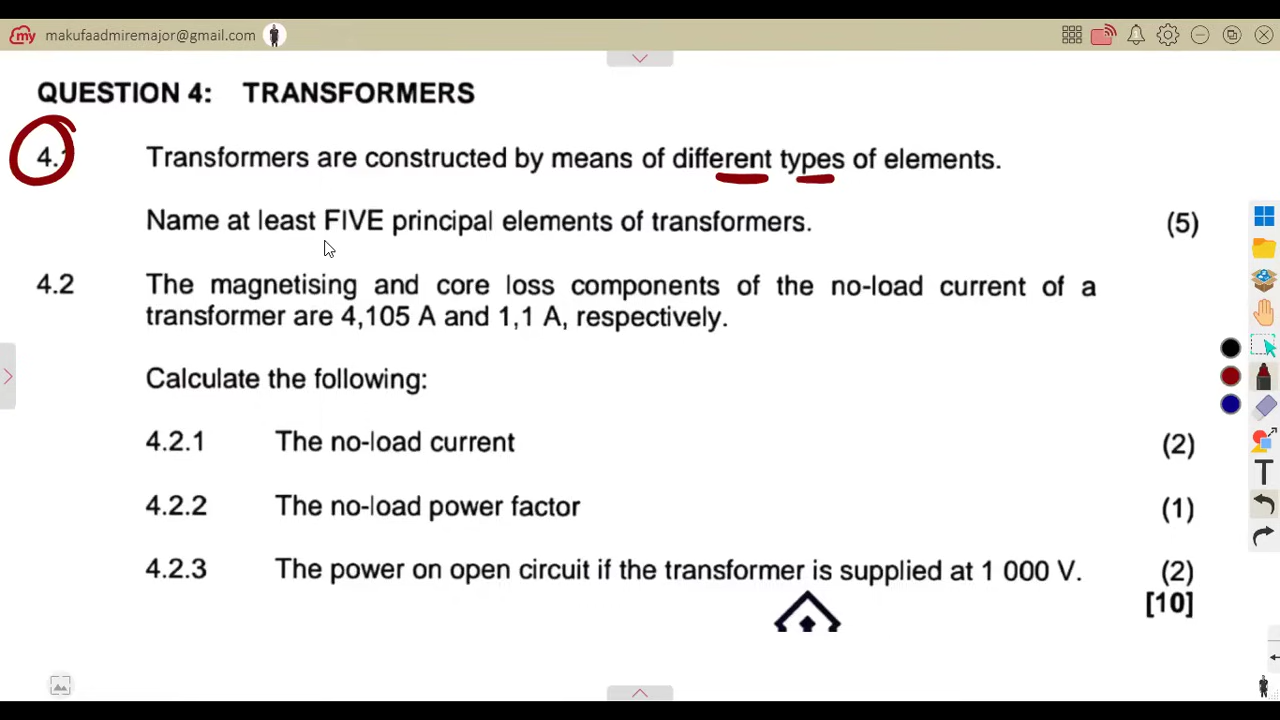 my makufaadmiremajor@gmail.com
QUESTION 4: TRANSFORMERS
4.1 Transformers are constructed by means of different types of elements.
Name at least FIVE principal elements of transformers. (5)
4.2 The magnetising and core loss components of the no-load current of a
transformer are 4,105 A and 1,1 A, respectively.
Calculate the following:
4.2.1 The no-load current (2)
4.2.2 The no-load power factor (1)
4.2.3 The power on open circuit if the transformer is supplied at 1 000 V. (2)
[10]
T